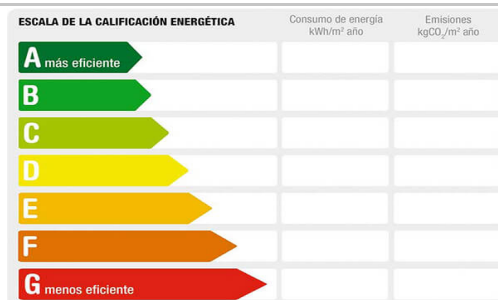 ESCALA DE LA CALIFICACIÓN ENERGÉTICA
Consumo de energía
kWh/m² año
Emisiones
kgCO₂/m² año
A más eficiente
B
C
D
E
F
G menos eficiente